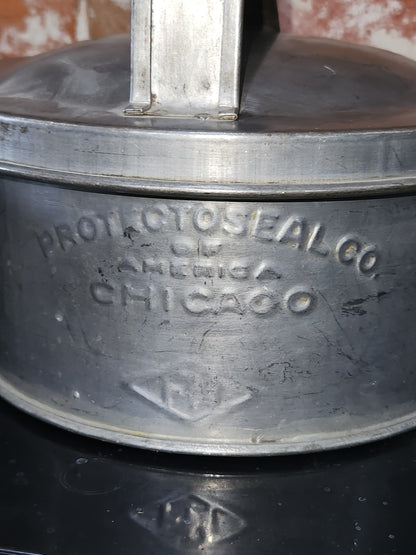 PROTECTOSEAL CO.
OF
AMERICA
CHICAGO